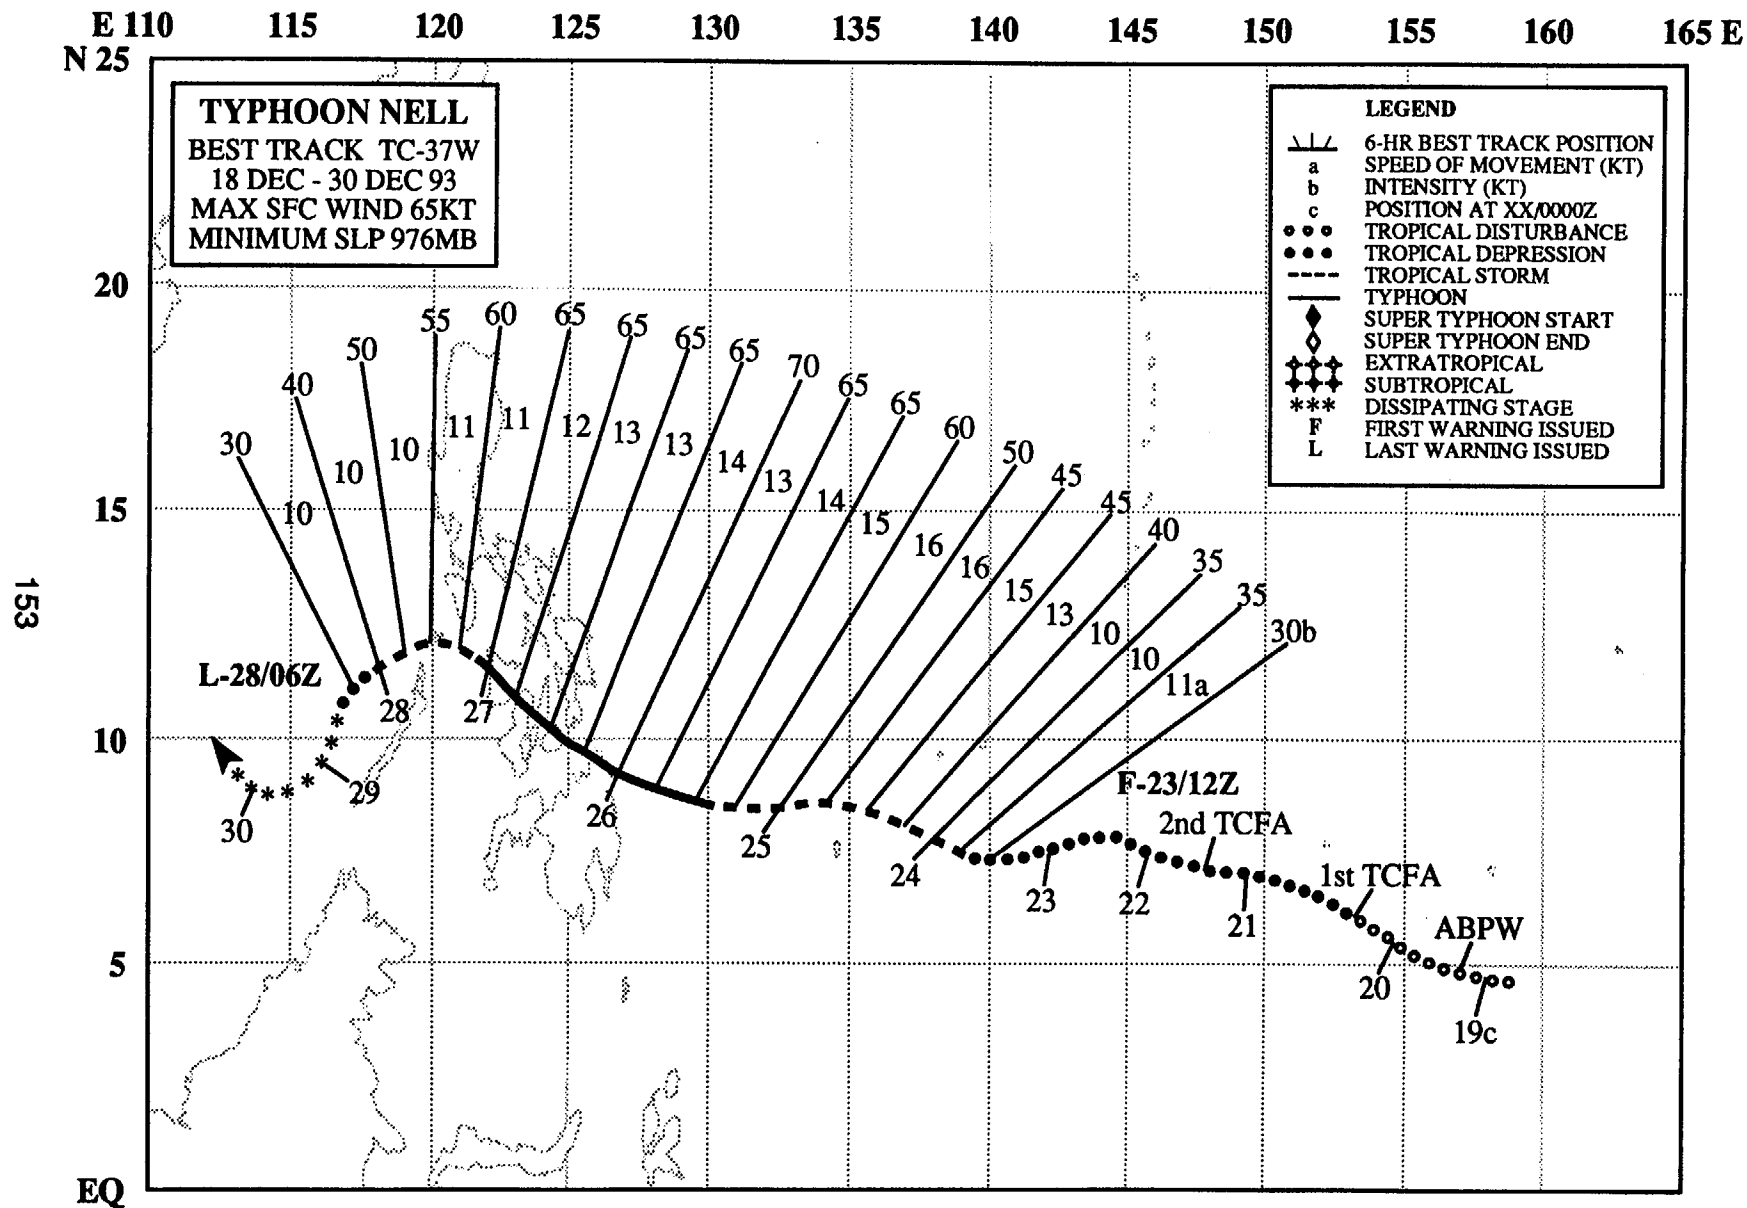 E 110 115 120 125 130 135 140 145 150 155 160 165 E
N 25
20
15
10
5
EQ
153
TYPHOON NELL
BEST TRACK TC-37W
18 DEC - 30 DEC 93
MAX SFC WIND 65KT
MINIMUM SLP 976MB
LEGEND
6-HR BEST TRACK POSITION
a SPEED OF MOVEMENT (KT)
b INTENSITY (KT)
c POSITION AT XX/0000Z
TROPICAL DISTURBANCE
TROPICAL DEPRESSION
TROPICAL STORM
TYPHOON
SUPER TYPHOON START
SUPER TYPHOON END
EXTRATROPICAL
SUBTROPICAL
*** DISSIPATING STAGE
F FIRST WARNING ISSUED
L LAST WARNING ISSUED
30 40 50 55 60 65 65 65 65 70 65 65 60 50 45 45 40 35 35 30b
10 10 10 11 11 12 13 13 14 13 14 15 16 16 15 13 10 10 11a
L-28/06Z
F-23/12Z
2nd TCFA
1st TCFA
ABPW
30 29 28 27 26 25 24 23 22 21 20 19c